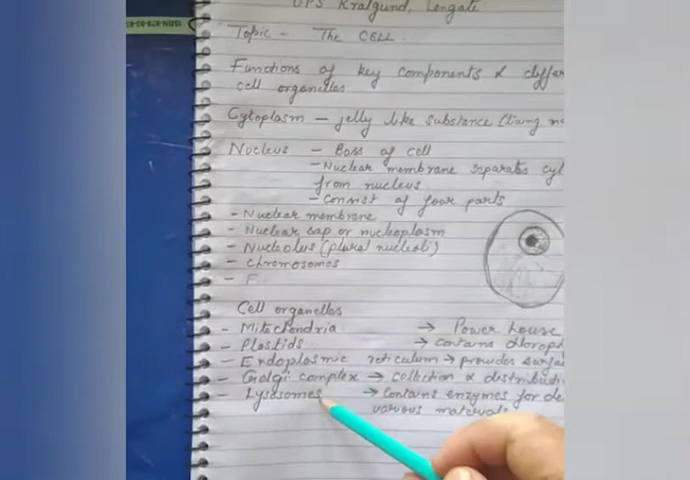 UPS Kralgund, Langate
Topic - The CELL.
Functions of key components &
cell organelles
Cytoplasm - jelly like substance (living
Nucleus - Boss of cell
- Nuclear membrane separates
from nucleus
- Consist of four parts
- Nuclear membrane
- Nuclear sap or nucleoplasm
- Nucleolus (plural nucleoli)
- Chromosomes
- F
Cell organelles
- Mitochondria → Power house
- Plastids → contains
- Endoplasmic reticulum → provides
- Golgi complex → collection &
- Lysosomes → contains enzymes for
various materials